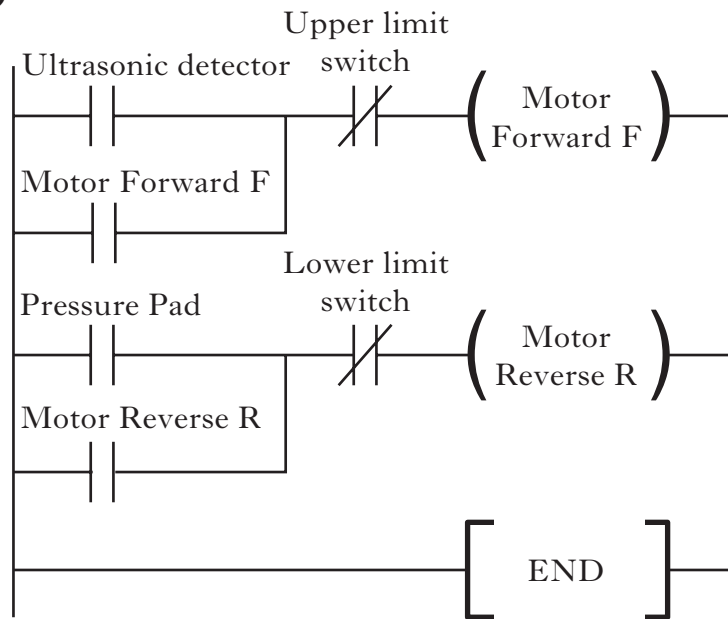 Upper limit
switch
Ultrasonic detector
Motor
Forward F
Motor Forward F
Lower limit
switch
Pressure Pad
Motor
Reverse R
Motor Reverse R
END